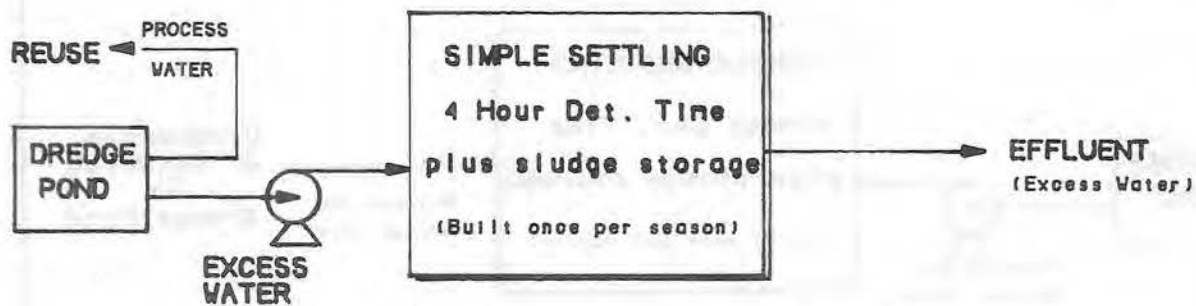 REUSE
PROCESS
WATER
DREDGE
POND
EXCESS
WATER
SIMPLE SETTLING
4 Hour Det. Time
plus sludge storage
(Built once per season)
EFFLUENT
(Excess Water)